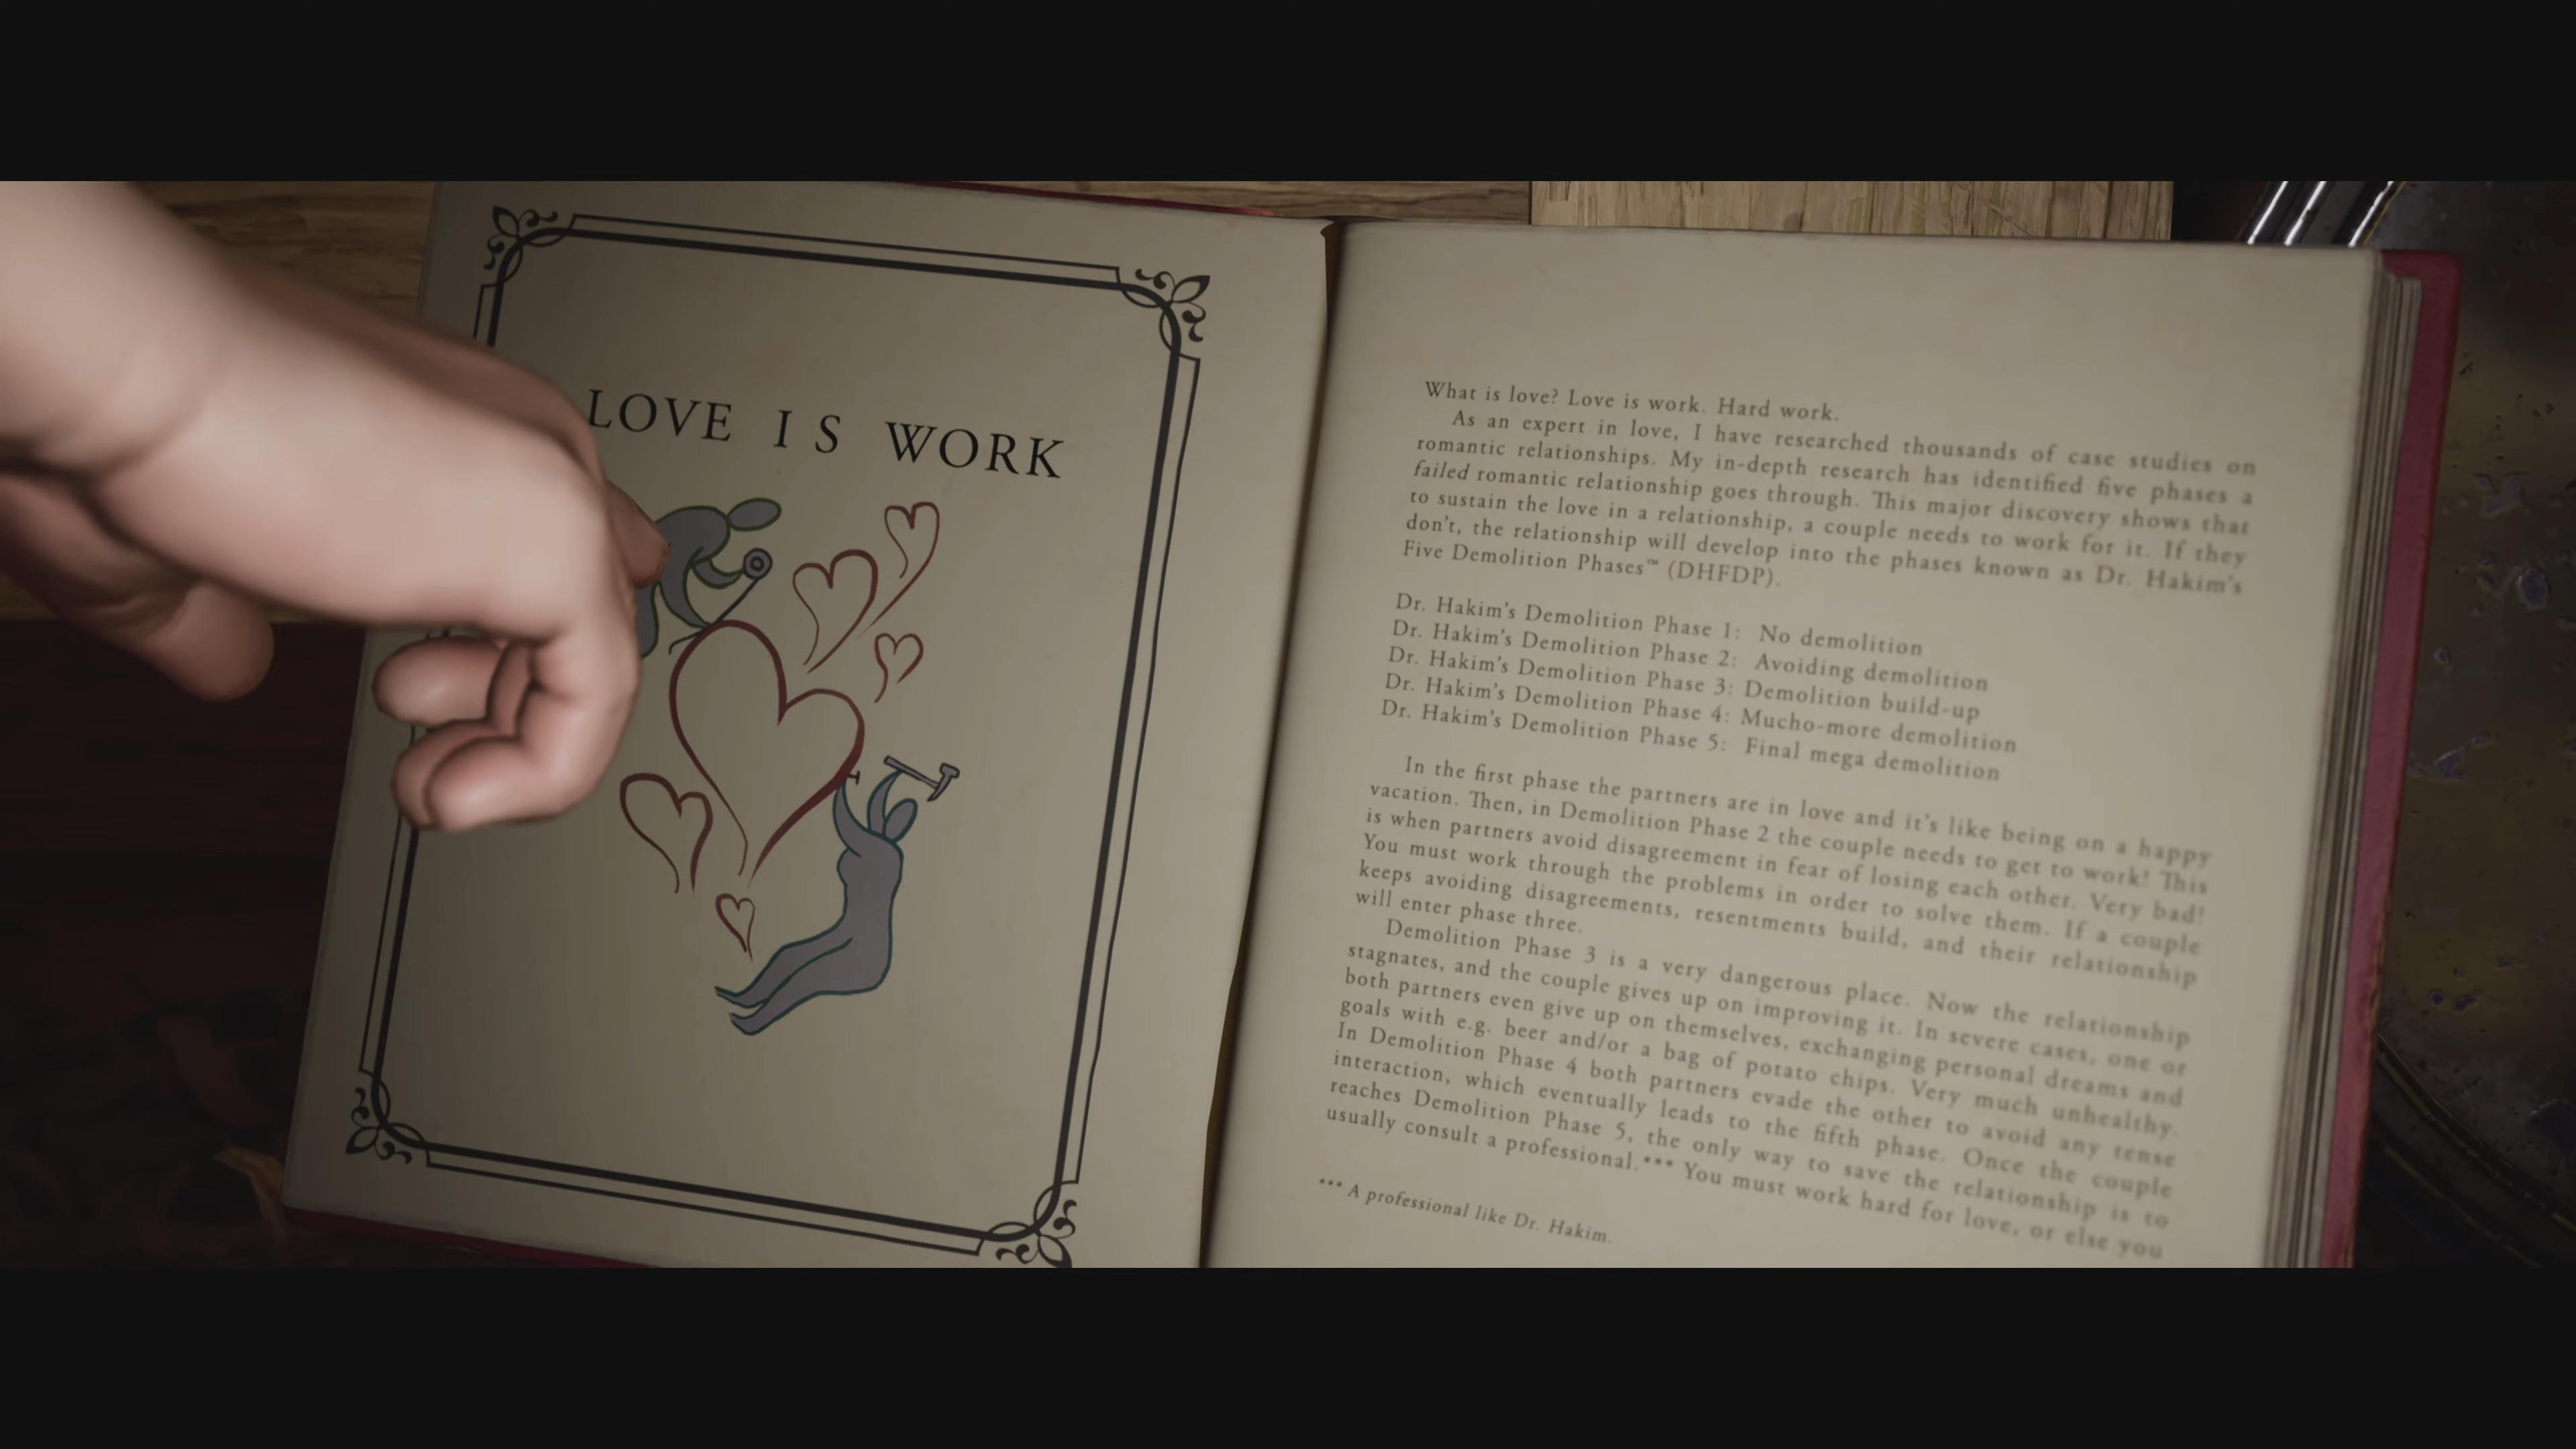 LOVE IS WORK
What is love? Love is work. Hard work.
As an expert in love, I have researched thousands of case studies on
romantic relationships. My in-depth research has identified five phases a
failed romantic relationship goes through. This major discovery shows that
to sustain the love in a relationship, a couple needs to work for it. If they
don't, the relationship will develop into the phases known as Dr. Hakim's
Five Demolition Phases™ (DHFDP).
Dr. Hakim's Demolition Phase 1: No demolition
Dr. Hakim's Demolition Phase 2: Avoiding demolition
Dr. Hakim's Demolition Phase 3: Demolition build-up
Dr. Hakim's Demolition Phase 4: Mucho-more demolition
Dr. Hakim's Demolition Phase 5: Final mega demolition
In the first phase the partners are in love and it's like being on a happy
vacation. Then, in Demolition Phase 2 the couple needs to get to work! This
is when partners avoid disagreement in fear of losing each other. Very bad!
You must work through the problems in order to solve them. If a couple
keeps avoiding disagreements, resentments build, and their relationship
will enter phase three.
Demolition Phase 3 is a very dangerous place. Now the relationship
stagnates, and the couple gives up on improving it. In severe cases, one or
both partners even give up on themselves, exchanging personal dreams and
goals with e.g. beer and/or a bag of potato chips. Very much unhealthy.
In Demolition Phase 4 both partners evade the other to avoid any tense
interaction, which eventually leads to the fifth phase. Once the couple
reaches Demolition Phase 5, the only way to save the relationship is to
usually consult a professional.*** You must work hard for love, or else you
*** A professional like Dr. Hakim.